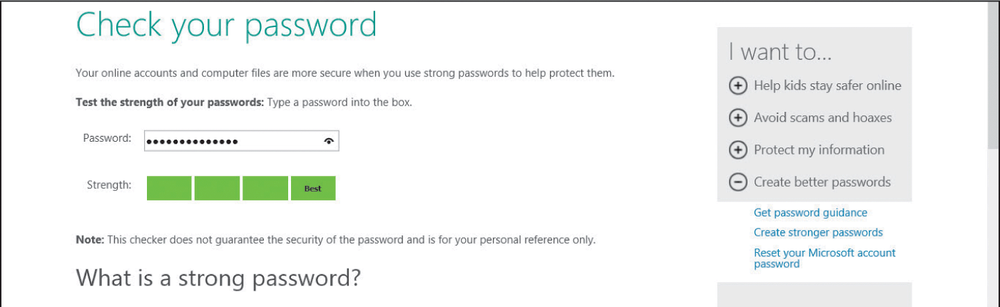 Check your password
Your online accounts and computer files are more secure when you use strong passwords to help protect them.
Test the strength of your passwords: Type a password into the box.
Password: ••••••••••••••
Strength: Best
Note: This checker does not guarantee the security of the password and is for your personal reference only.
What is a strong password?
I want to...
Help kids stay safer online
Avoid scams and hoaxes
Protect my information
Create better passwords
Get password guidance
Create stronger passwords
Reset your Microsoft account
password